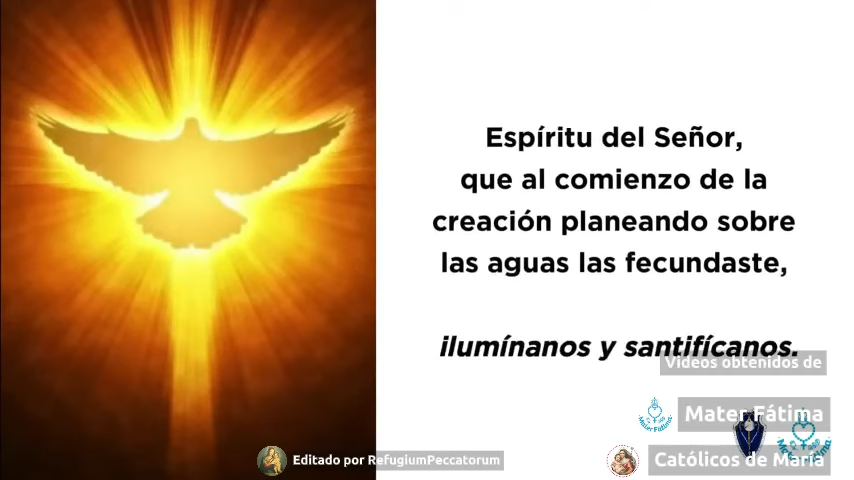 Espíritu del Señor,
que al comienzo de la
creación planeando sobre
las aguas las fecundaste,
ilumínanos y santifícanos.
Videos obtenidos de
Mater Fátima
Católicos de María
Editado por RefugiumPeccatorum